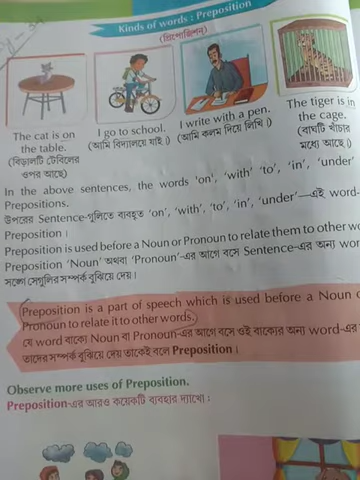 Kinds of words : Preposition
(প্রিপোজিশন)
The cat is on
the table.
(বিড়ালটি টেবিলের
ওপর আছে)
I go to school.
(আমি বিদ্যালয়ে যাই।)
I write with a pen.
(আমি কলম দিয়ে লিখি।)
The tiger is in
the cage.
(বাঘটি খাঁচার
মধ্যে আছে।)
In the above sentences, the words 'on', 'with' 'to', 'in', 'under'
Prepositions.
উপরের Sentence-গুলিতে ব্যবহৃত 'on', 'with', 'to', 'in', 'under'—এই word-
Preposition।
Preposition is used before a Noun or Pronoun to relate them to other wo
Preposition 'Noun' অথবা 'Pronoun'-এর আগে বসে Sentence-এর অন্য wor
সঙ্গে সেগুলির সম্পর্ক বুঝিয়ে দেয়।
Preposition is a part of speech which is used before a Noun o
Pronoun to relate it to other words.
যে word বাক্যে Noun বা Pronoun-এর আগে বসে ওই বাক্যের অন্য word-এর
তাদের সম্পর্ক বুঝিয়ে দেয় তাকেই বলে Preposition।
Observe more uses of Preposition.
Preposition-এর আরও কয়েকটি ব্যবহার দ্যাখো :